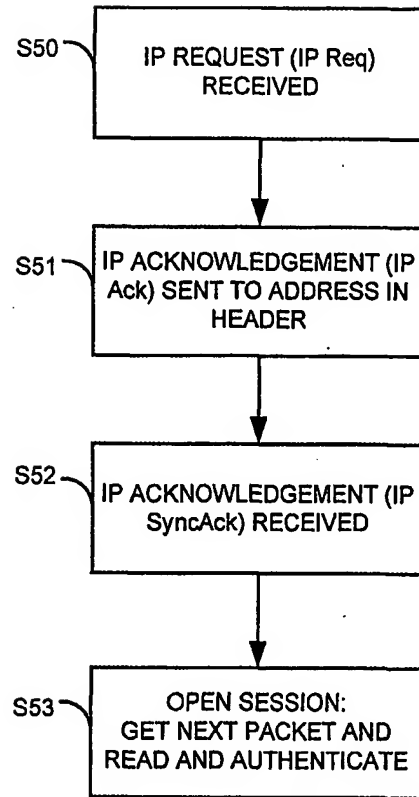 S50
IP REQUEST (IP Req)
RECEIVED
S51
IP ACKNOWLEDGEMENT (IP
Ack) SENT TO ADDRESS IN
HEADER
S52
IP ACKNOWLEDGEMENT (IP
SyncAck) RECEIVED
S53
OPEN SESSION:
GET NEXT PACKET AND
READ AND AUTHENTICATE